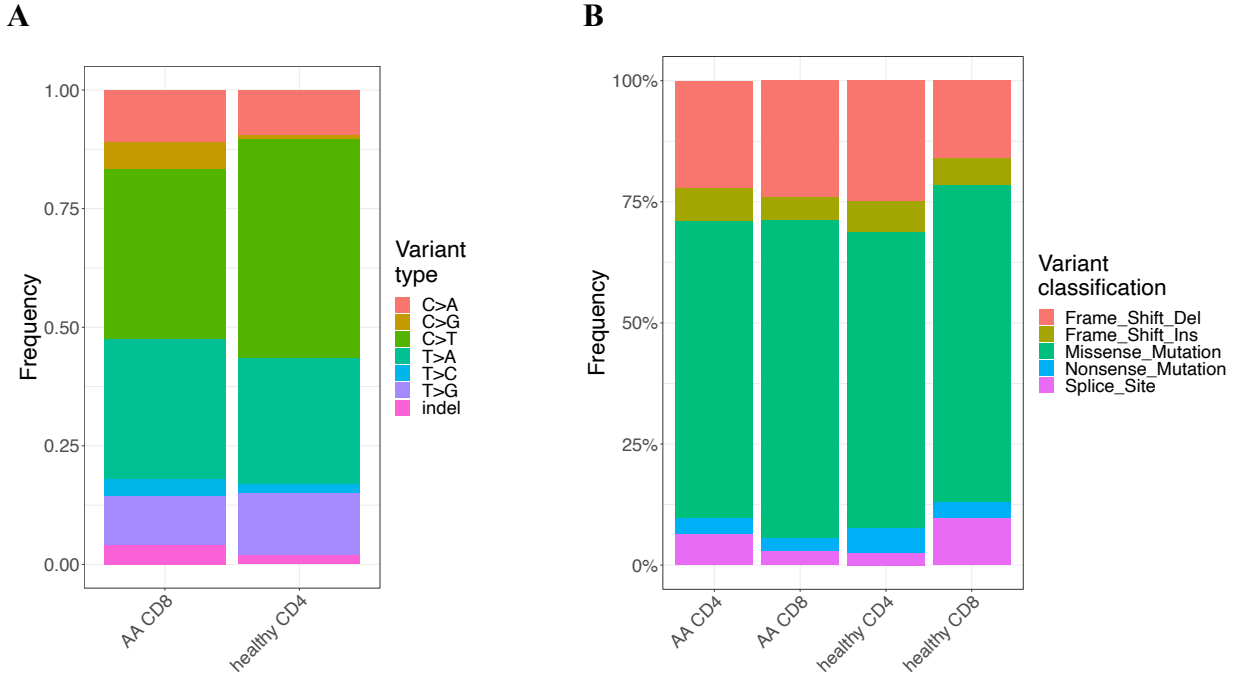 A
Frequency
1.00
0.75
0.50
0.25
0.00
AA CD8
healthy CD4
Variant
type
C>A
C>G
C>T
T>A
T>C
T>G
indel
B
Frequency
100%
75%
50%
25%
0%
AA CD4
AA CD8
healthy CD4
healthy CD8
Variant
classification
Frame_Shift_Del
Frame_Shift_Ins
Missense_Mutation
Nonsense_Mutation
Splice_Site